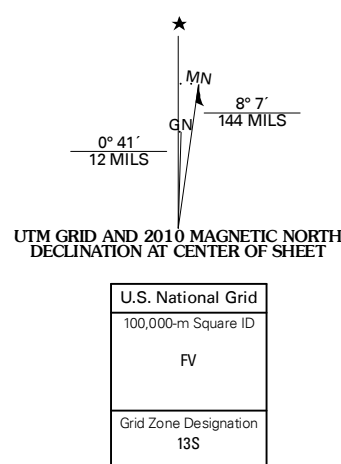 MN
GN
8° 7´
144 MILS
0° 41´
12 MILS
UTM GRID AND 2010 MAGNETIC NORTH
DECLINATION AT CENTER OF SHEET
U.S. National Grid
100,000-m Square ID
FV
Grid Zone Designation
13S